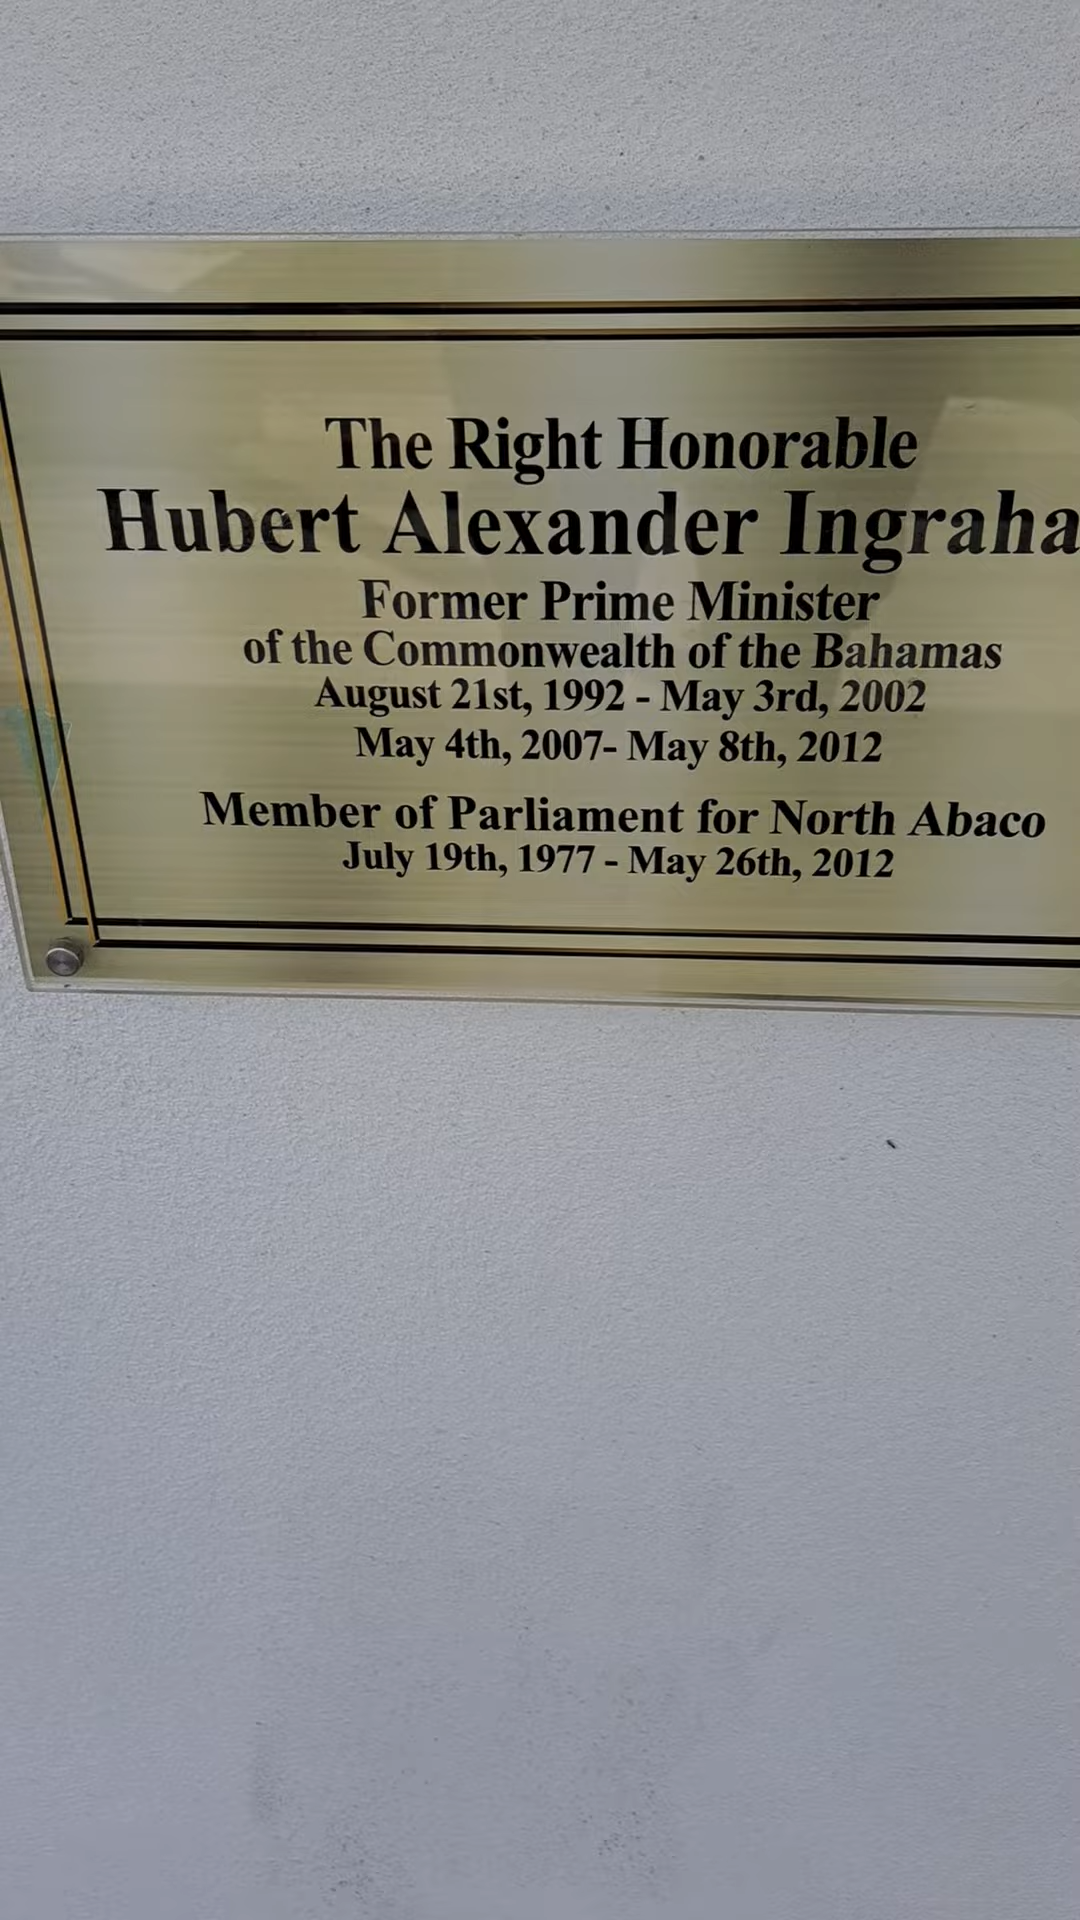 The Right Honorable
Hubert Alexander Ingraha
Former Prime Minister
of the Commonwealth of the Bahamas
August 21st, 1992 - May 3rd, 2002
May 4th, 2007- May 8th, 2012
Member of Parliament for North Abaco
July 19th, 1977 - May 26th, 2012